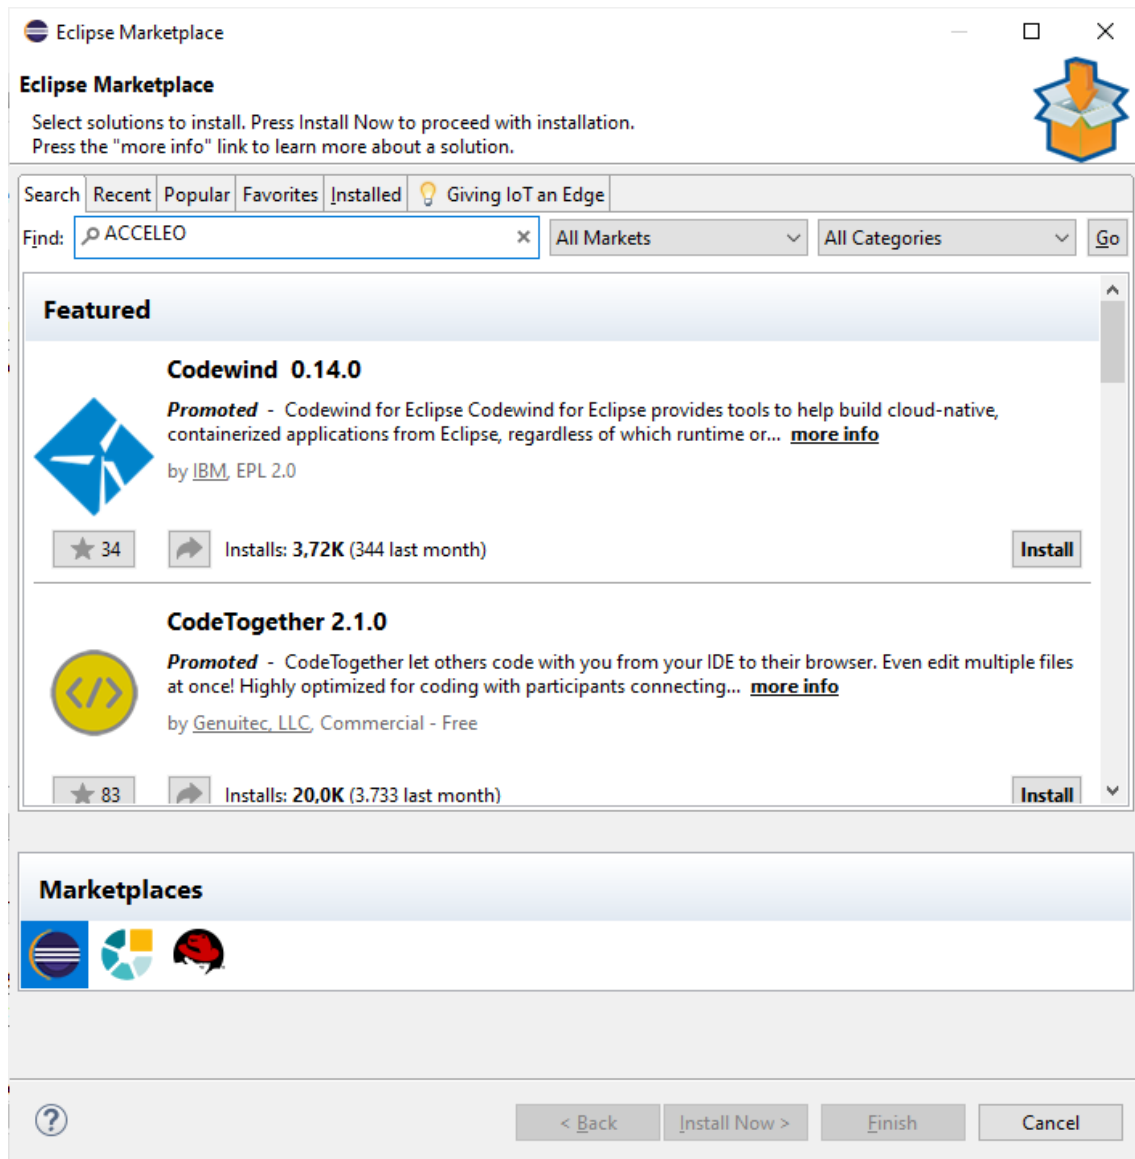 Eclipse Marketplace
Eclipse Marketplace
Select solutions to install. Press Install Now to proceed with installation.
Press the "more info" link to learn more about a solution.
Search Recent Popular Favorites Installed Giving IoT an Edge
Find: ACCELEO All Markets All Categories Go
Featured
Codewind 0.14.0
Promoted - Codewind for Eclipse Codewind for Eclipse provides tools to help build cloud-native,
containerized applications from Eclipse, regardless of which runtime or... more info
by IBM, EPL 2.0
34 Installs: 3,72K (344 last month) Install
CodeTogether 2.1.0
Promoted - CodeTogether let others code with you from your IDE to their browser. Even edit multiple files
at once! Highly optimized for coding with participants connecting... more info
by Genuitec, LLC, Commercial - Free
83 Installs: 20,0K (3.733 last month) Install
Marketplaces
< Back Install Now > Finish Cancel